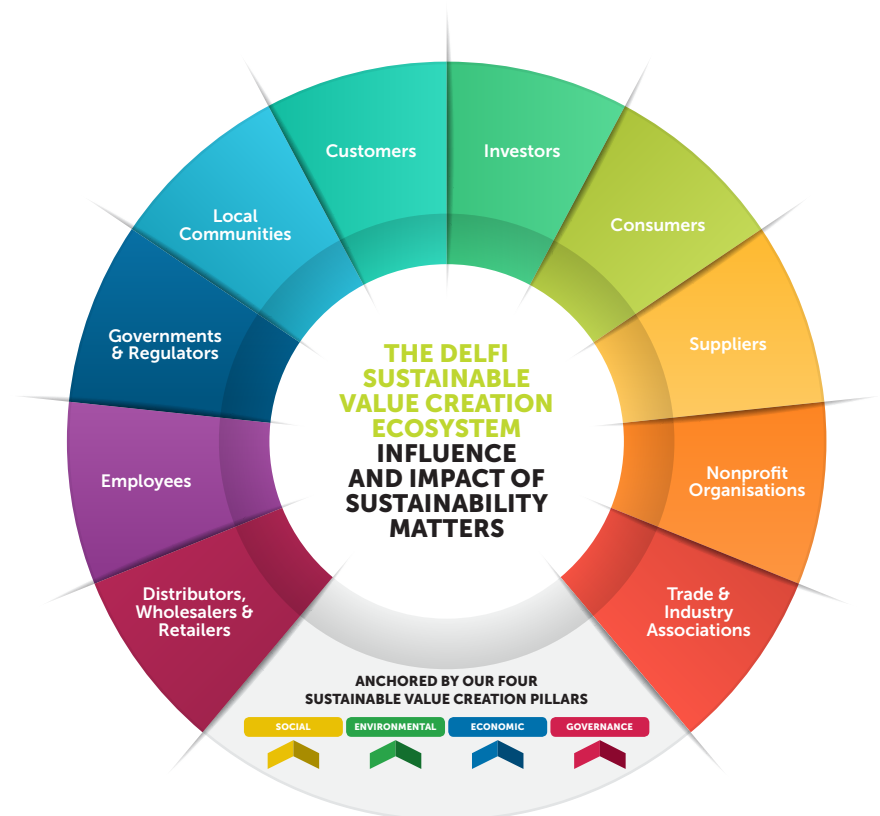 Customers
Investors
Local
Communities
Consumers
Governments
& Regulators
Suppliers
Employees
Nonprofit
Organisations
Distributors,
Wholesalers &
Retailers
Trade &
Industry
Associations
THE DELFI
SUSTAINABLE
VALUE CREATION
ECOSYSTEM
INFLUENCE
AND IMPACT OF
SUSTAINABILITY
MATTERS
ANCHORED BY OUR FOUR
SUSTAINABLE VALUE CREATION PILLARS
SOCIAL
ENVIRONMENTAL
ECONOMIC
GOVERNANCE